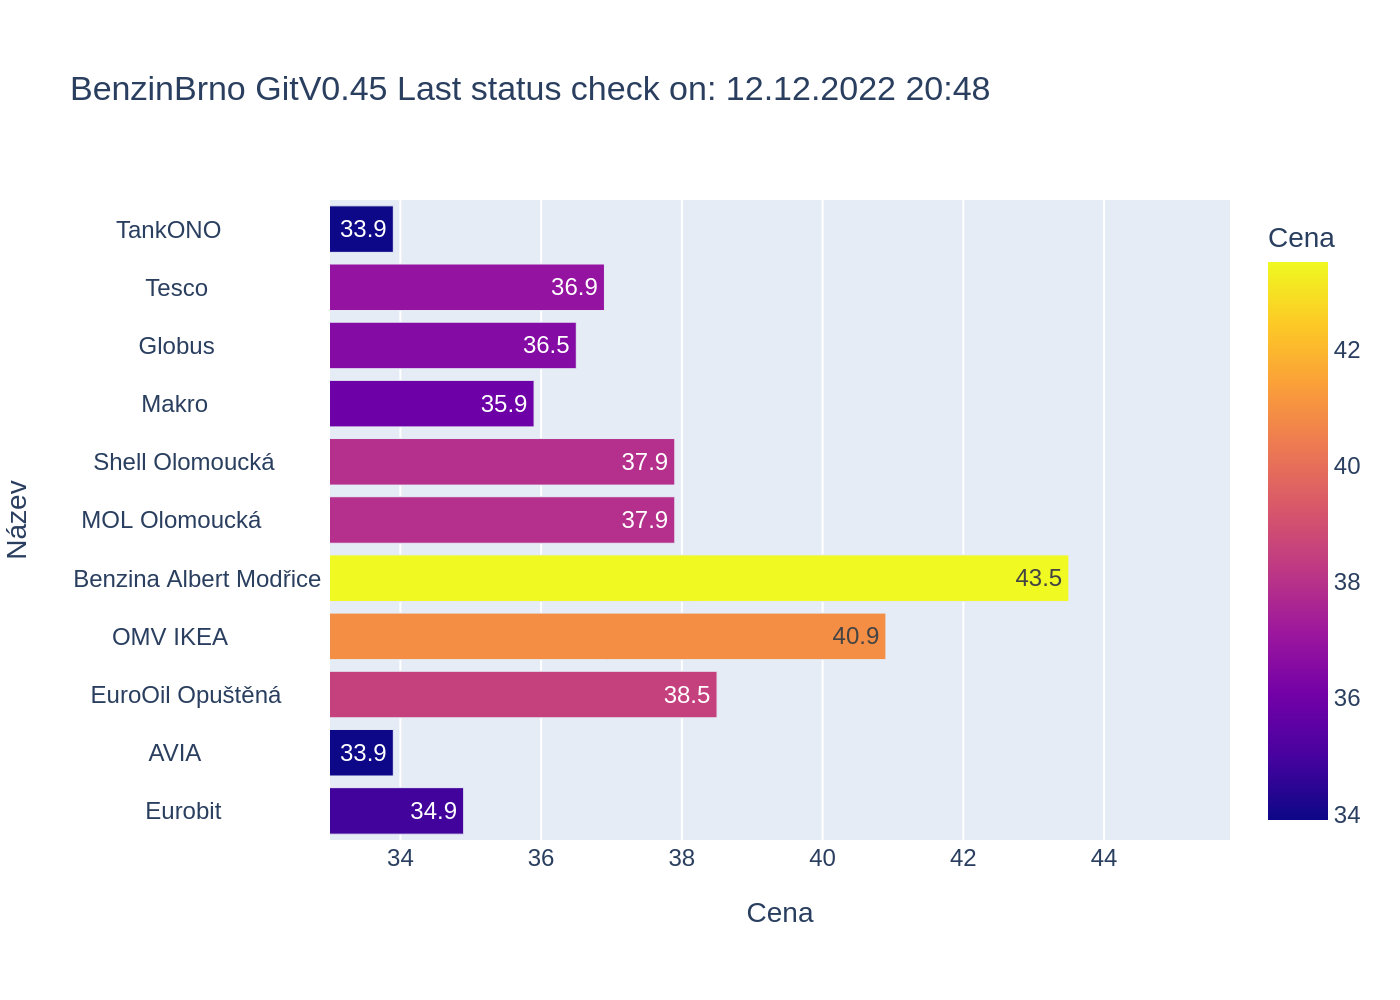 BenzinBrno GitV0.45 Last status check on: 12.12.2022 20:48
Cena
TankONO 33.9
Tesco 36.9
Globus 36.5
Makro 35.9
Shell Olomoucká 37.9
MOL Olomoucká 37.9
Benzina Albert Modřice 43.5
OMV IKEA 40.9
EuroOil Opuštěná 38.5
AVIA 33.9
Eurobit 34.9
Název
34 36 38 40 42 44
Cena
42
40
38
36
34